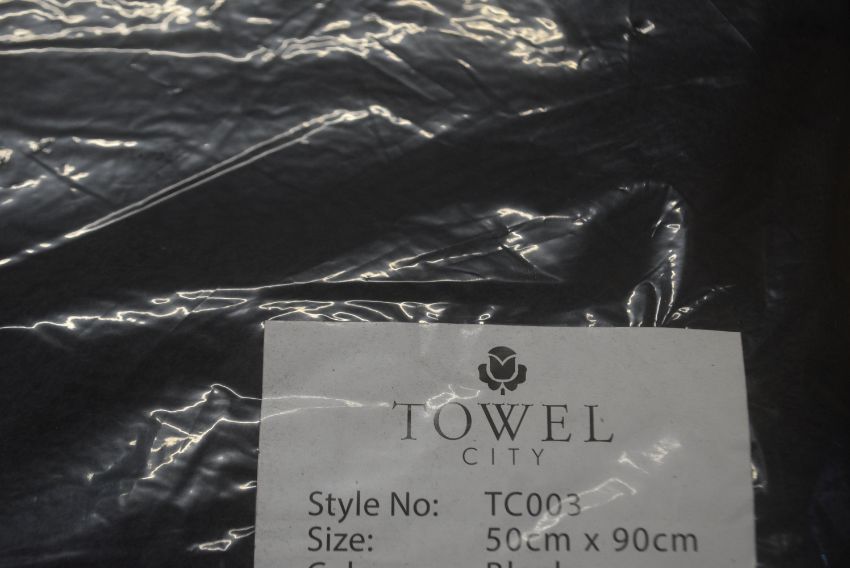 TOWEL
CITY
Style No: TC003
Size: 50cm x 90cm